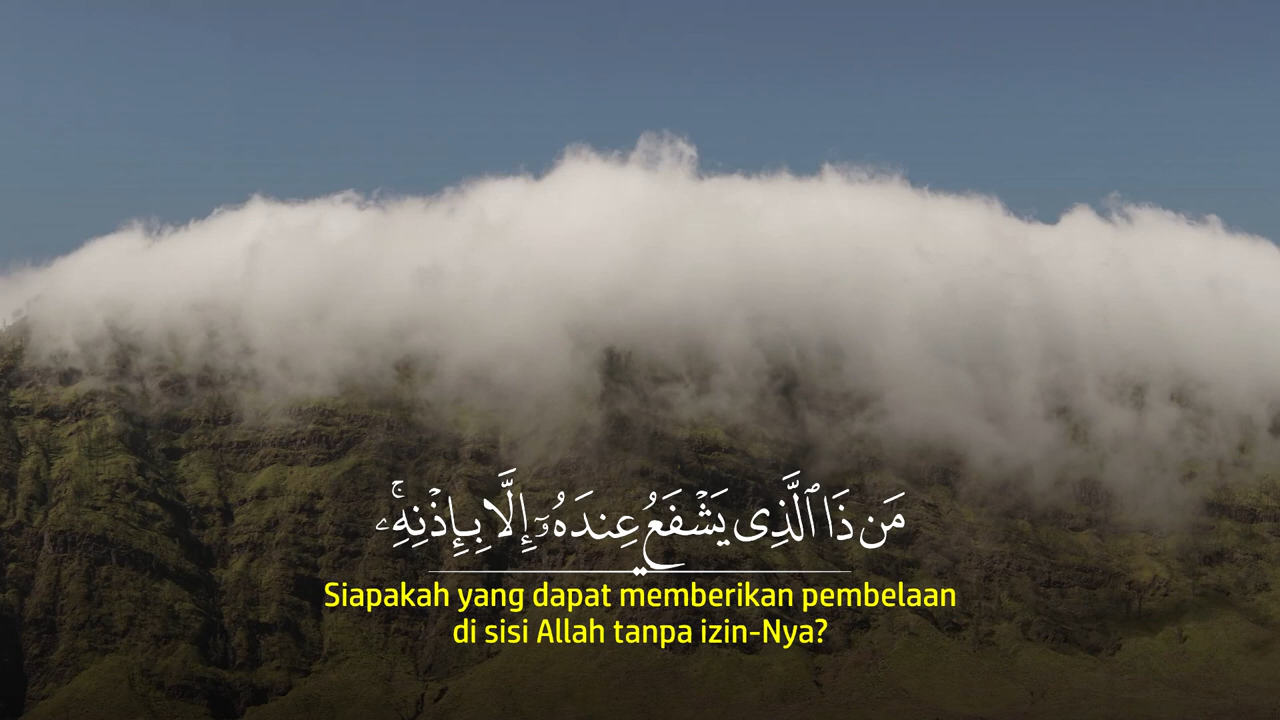 مَن ذَا ٱلَّذِى يَشْفَعُ عِندَهُۥٓ إِلَّا بِإِذْنِهِۦ ۚ
Siapakah yang dapat memberikan pembelaan
di sisi Allah tanpa izin-Nya?